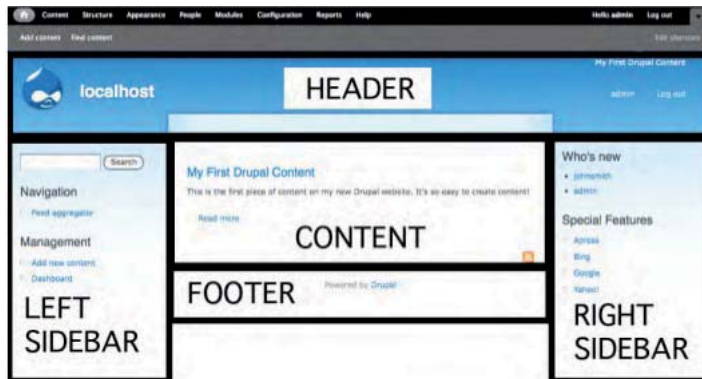 Content Structure Appearance People Modules Configuration Reports Help Hello admin Log out
Add content Find content Edit shortcuts
My First Drupal Content
localhost
HEADER
admin Log out
Search
Navigation
Feed aggregator
Management
Add new content
Dashboard
LEFT
SIDEBAR
My First Drupal Content
This is the first piece of content on my new Drupal website. It's so easy to create content!
Read more
CONTENT
FOOTER
Powered by Drupal
Who's new
johnsmith
admin
Special Features
Apress
Bing
Google
Yahoo!
RIGHT
SIDEBAR